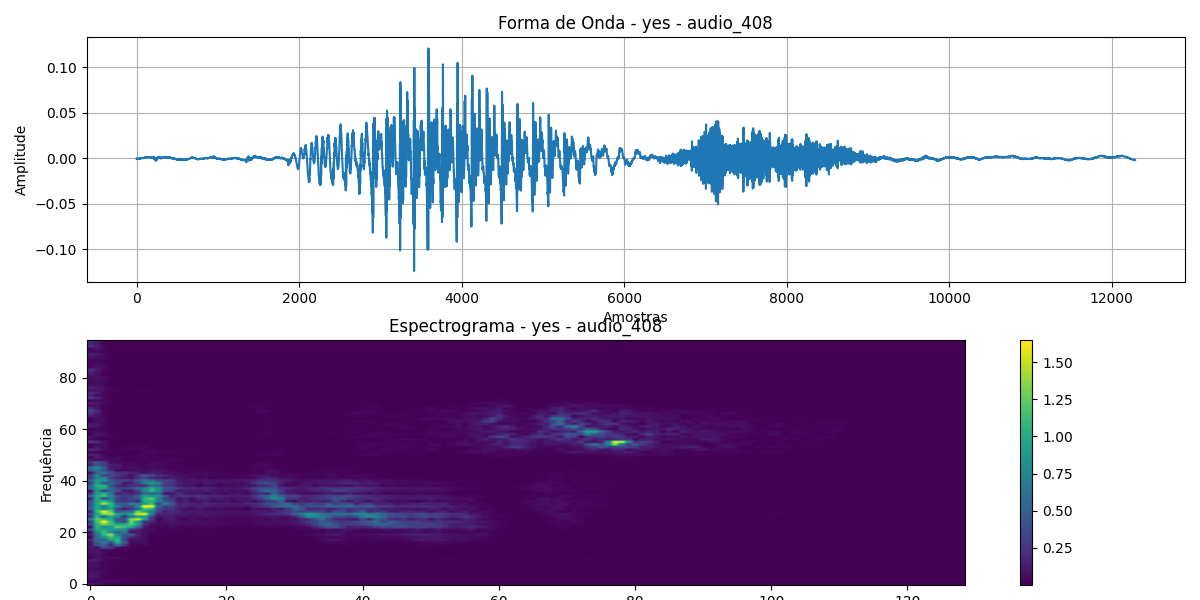 Forma de Onda - yes - audio_408
Amplitude
0.10
0.05
0.00
−0.05
−0.10
0 2000 4000 6000 8000 10000 12000
Amostras
Espectrograma - yes - audio_408
Frequência
80
60
40
20
0
0 20 40 60 80 100 120
1.50
1.25
1.00
0.75
0.50
0.25